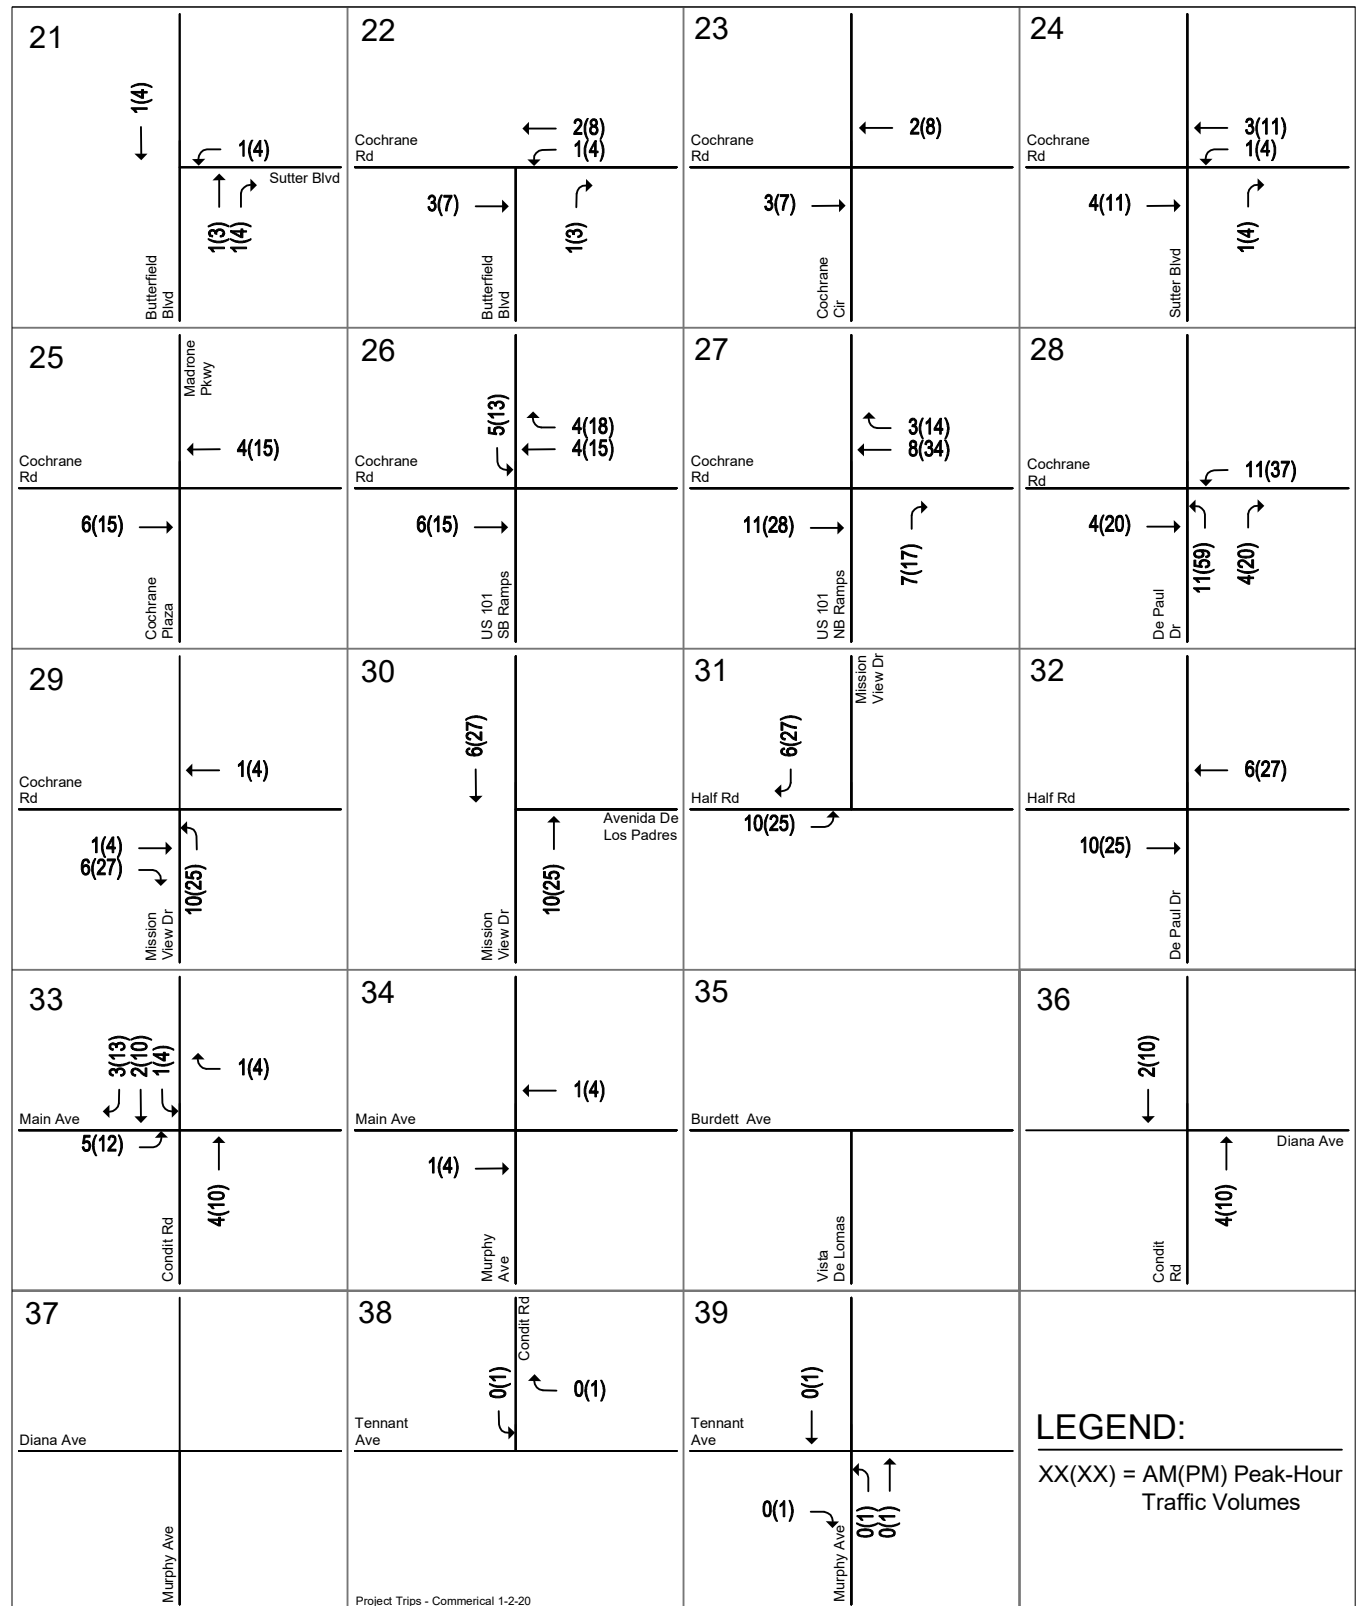 21
1(4)
1(4)
Sutter Blvd
1(3)
1(4)
Butterfield
Blvd
22
2(8)
Cochrane
Rd
1(4)
3(7)
1(3)
Butterfield
Blvd
23
2(8)
Cochrane
Rd
3(7)
Cochrane
Cir
24
3(11)
Cochrane
Rd
1(4)
4(11)
1(4)
Sutter Blvd
25
Madrone
Pkwy
4(15)
Cochrane
Rd
6(15)
Cochrane
Plaza
26
5(13)
4(18)
4(15)
Cochrane
Rd
6(15)
US 101
SB Ramps
27
3(14)
8(34)
Cochrane
Rd
11(28)
7(17)
US 101
NB Ramps
28
Cochrane
Rd
11(37)
4(20)
11(59)
4(20)
De Paul
Dr
29
1(4)
Cochrane
Rd
1(4)
6(27)
10(25)
Mission
View Dr
30
6(27)
Avenida De
Los Padres
10(25)
Mission
View Dr
31
Mission
View Dr
6(27)
Half Rd
10(25)
32
6(27)
Half Rd
10(25)
De Paul Dr
33
3(13)
2(10)
1(4)
1(4)
Main Ave
5(12)
4(10)
Condit Rd
34
1(4)
Main Ave
1(4)
Murphy
Ave
35
Burdett Ave
Vista
De Lomas
36
2(10)
Diana Ave
4(10)
Condit
Rd
37
Diana Ave
Murphy Ave
38
Condit Rd
0(1)
0(1)
Tennant
Ave
Project Trips - Commerical 1-2-20
39
0(1)
Tennant
Ave
0(1)
0(1)
0(1)
Murphy Ave
LEGEND:
XX(XX) = AM(PM) Peak-Hour
Traffic Volumes